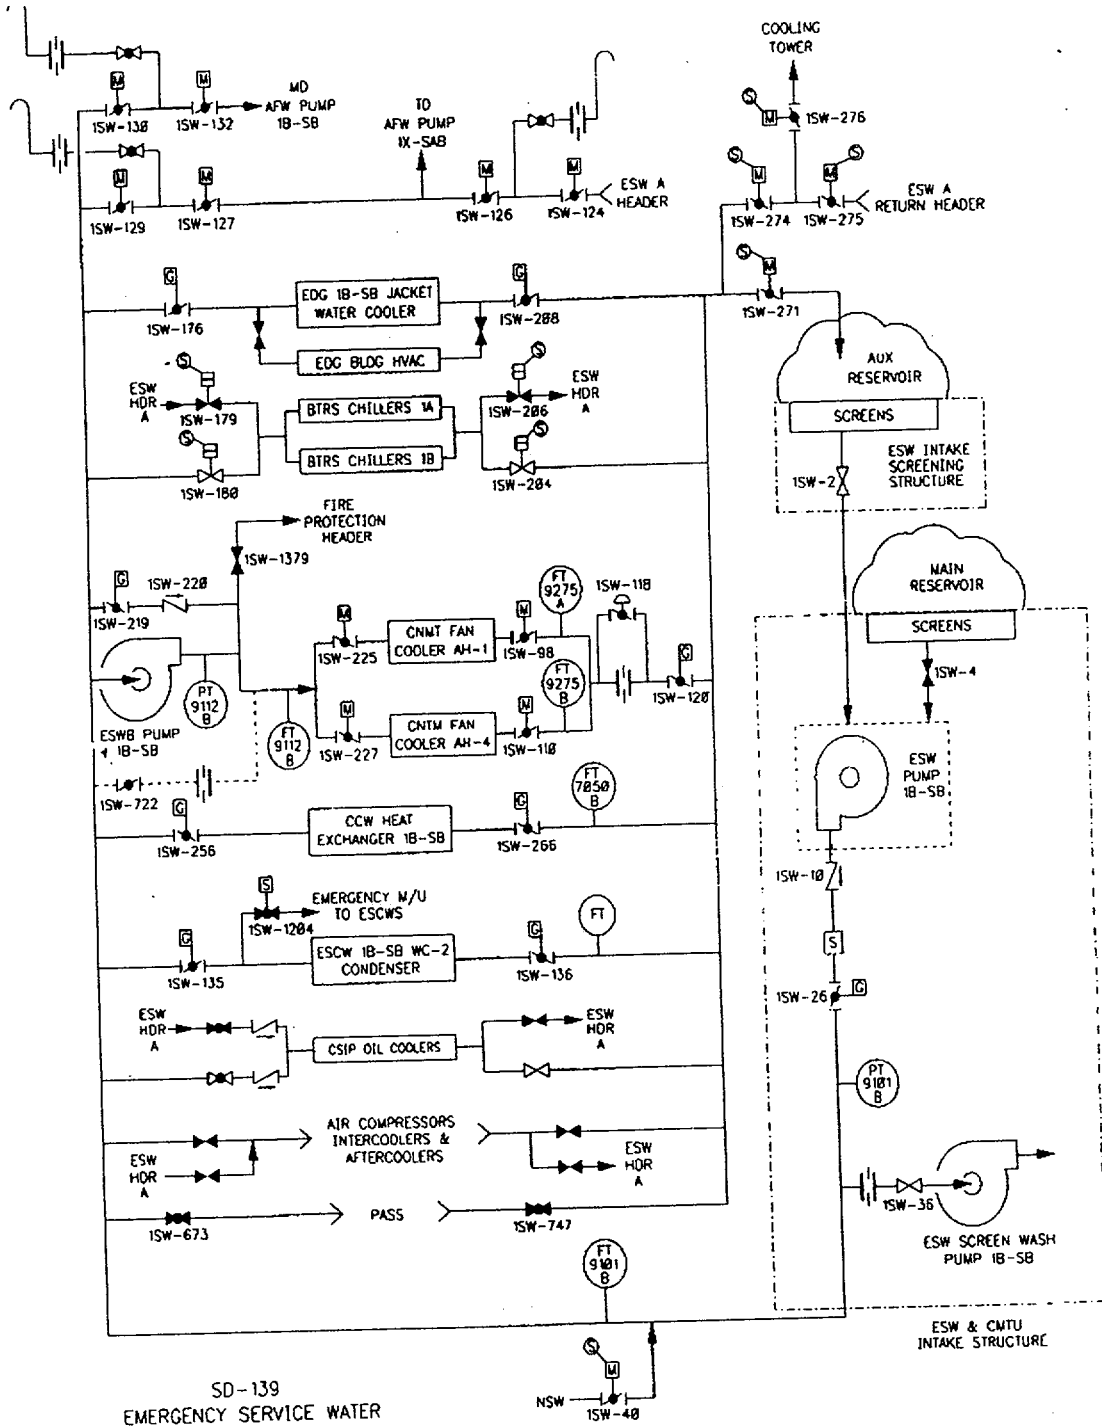 COOLING
TOWER
M
M
MD
AFW PUMP
1B-SB
1SW-130
1SW-132
TD
AFW PUMP
1X-SAB
S
M
1SW-276
M
M
M
M
ESW A
HEADER
1SW-129
1SW-127
1SW-126
1SW-124
S
M
S
M
ESW A
RETURN HEADER
1SW-274
1SW-275
G
EDG 1B-SB JACKET
WATER COOLER
G
1SW-176
1SW-208
S
M
1SW-271
EDG BLDG HVAC
AUX
RESERVOIR
SCREENS
S
ESW
HDR
A
1SW-179
BTRS CHILLERS 1A
S
1SW-206
ESW
HDR
A
S
1SW-180
BTRS CHILLERS 1B
S
1SW-204
1SW-2
ESW INTAKE
SCREENING
STRUCTURE
FIRE
PROTECTION
HEADER
1SW-1379
MAIN
RESERVOIR
SCREENS
1SW-4
G
1SW-219
1SW-220
M
1SW-225
CNMT FAN
COOLER AH-1
M
1SW-98
FT
9275
A
1SW-118
G
1SW-120
PT
9112
B
ESWB PUMP
1B-SB
FT
9112
B
M
1SW-227
CNTM FAN
COOLER AH-4
M
1SW-110
FT
9275
B
1SW-722
ESW
PUMP
1B-SB
G
1SW-256
CCW HEAT
EXCHANGER 1B-SB
G
1SW-266
FT
7050
B
1SW-10
S
EMERGENCY M/U
TO ESCWS
1SW-1204
G
1SW-135
ESCW 1B-SB WC-2
CONDENSER
G
1SW-136
FT
S
1SW-26
G
ESW
HDR
A
CSIP OIL COOLERS
ESW
HDR
A
PT
9101
B
AIR COMPRESSORS
INTERCOOLERS &
AFTERCOOLERS
ESW
HDR
A
ESW
HDR
A
1SW-673
PASS
1SW-747
1SW-36
ESW SCREEN WASH
PUMP 1B-SB
FT
9101
B
ESW & CMTU
INTAKE STRUCTURE
S
M
NSW
1SW-40
SD-139
EMERGENCY SERVICE WATER